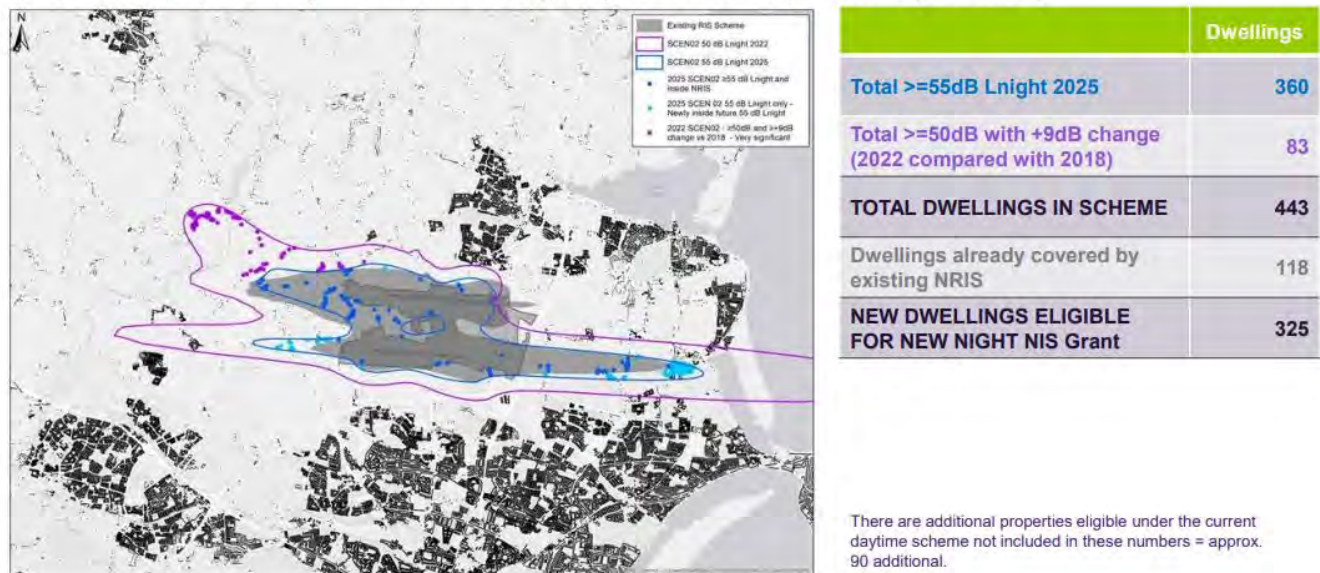 N
Existing RIS Scheme
SCEN02 50 dB Lnight 2022
SCEN02 55 dB Lnight 2025
2025 SCEN02 ≥55 dB Lnight and
inside NRIS
2025 SCEN 02 55 dB Lnight only -
Newly inside future 55 dB Lnight
2022 SCEN02 - ≥50dB and ≥+9dB
change vs 2018 - Very significant
Dwellings
Total >=55dB Lnight 2025 360
Total >=50dB with +9dB change
(2022 compared with 2018) 83
TOTAL DWELLINGS IN SCHEME 443
Dwellings already covered by
existing NRIS 118
NEW DWELLINGS ELIGIBLE
FOR NEW NIGHT NIS Grant 325
There are additional properties eligible under the current
daytime scheme not included in these numbers = approx.
90 additional.